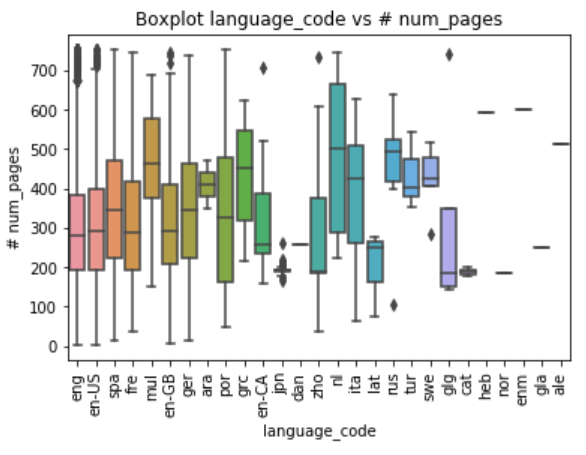 Boxplot language_code vs # num_pages
# num_pages
700
600
500
400
300
200
100
0
eng
en-US
spa
fre
mul
en-GB
ger
ara
por
grc
en-CA
jpn
dan
zho
nl
ita
lat
rus
tur
swe
glg
cat
heb
nor
enm
gla
ale
language_code